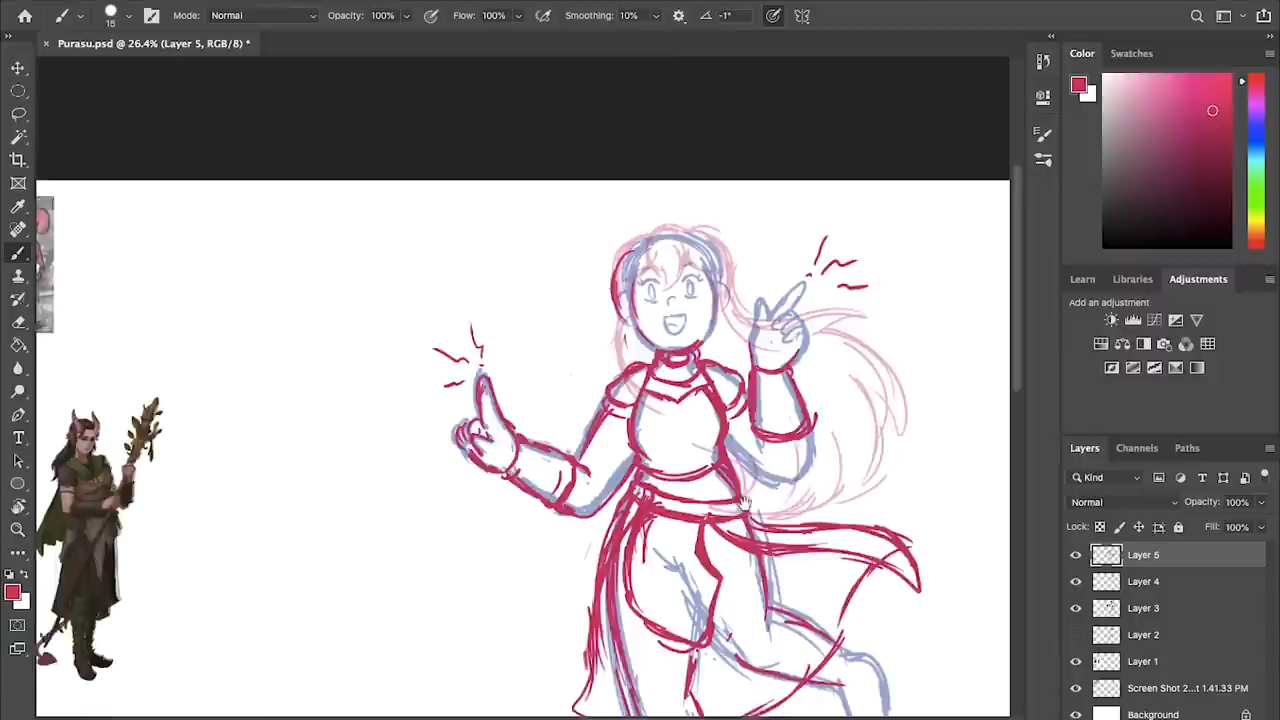 15
Mode: Normal
Opacity: 100%
Flow: 100%
Smoothing: 10%
-1°
× Purasu.psd @ 26.4% (Layer 5, RGB/8) *
Color
Swatches
Learn
Libraries
Adjustments
Add an adjustment
Layers
Channels
Paths
Kind
Normal
Opacity: 100%
Lock:
Fill: 100%
Layer 5
Layer 4
Layer 3
Layer 2
Layer 1
Screen Shot 2...t 1.41.33 PM
Background